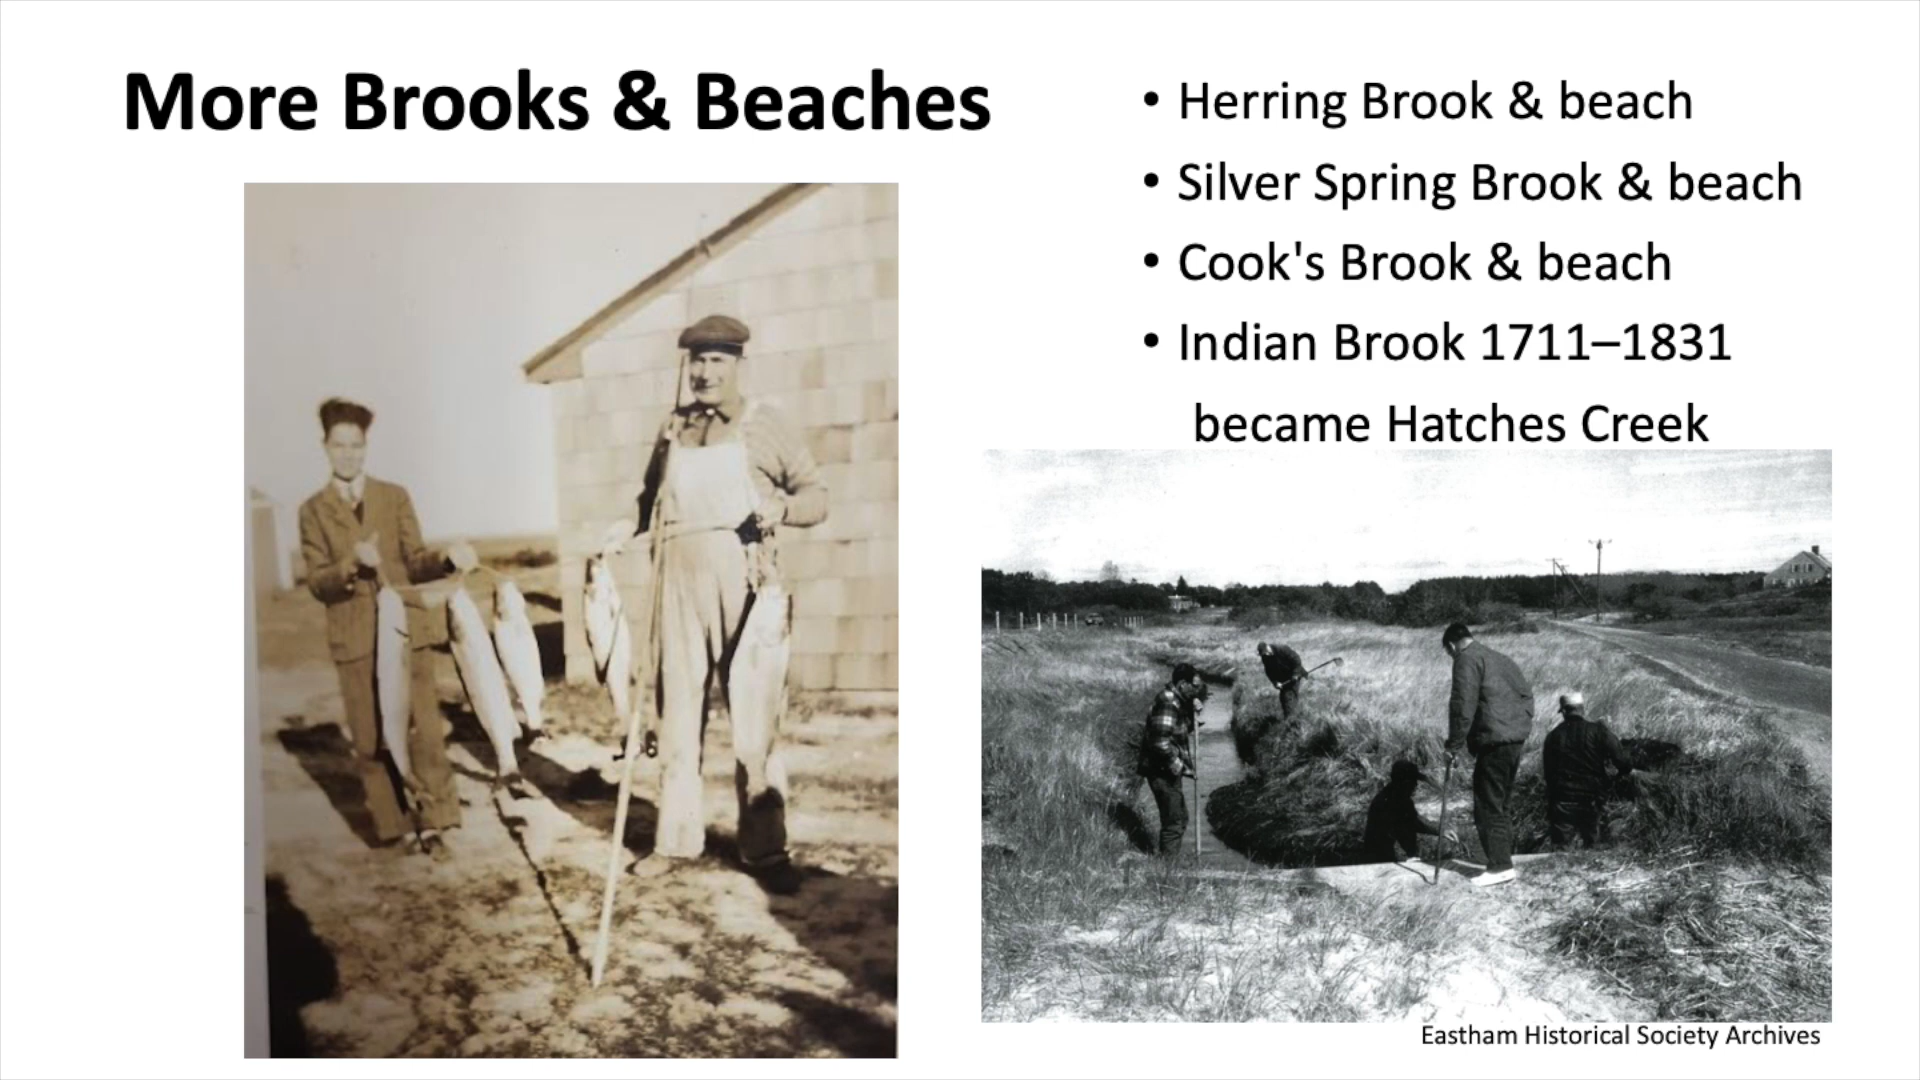 More Brooks & Beaches
• Herring Brook & beach
• Silver Spring Brook & beach
• Cook's Brook & beach
• Indian Brook 1711–1831
became Hatches Creek
Eastham Historical Society Archives